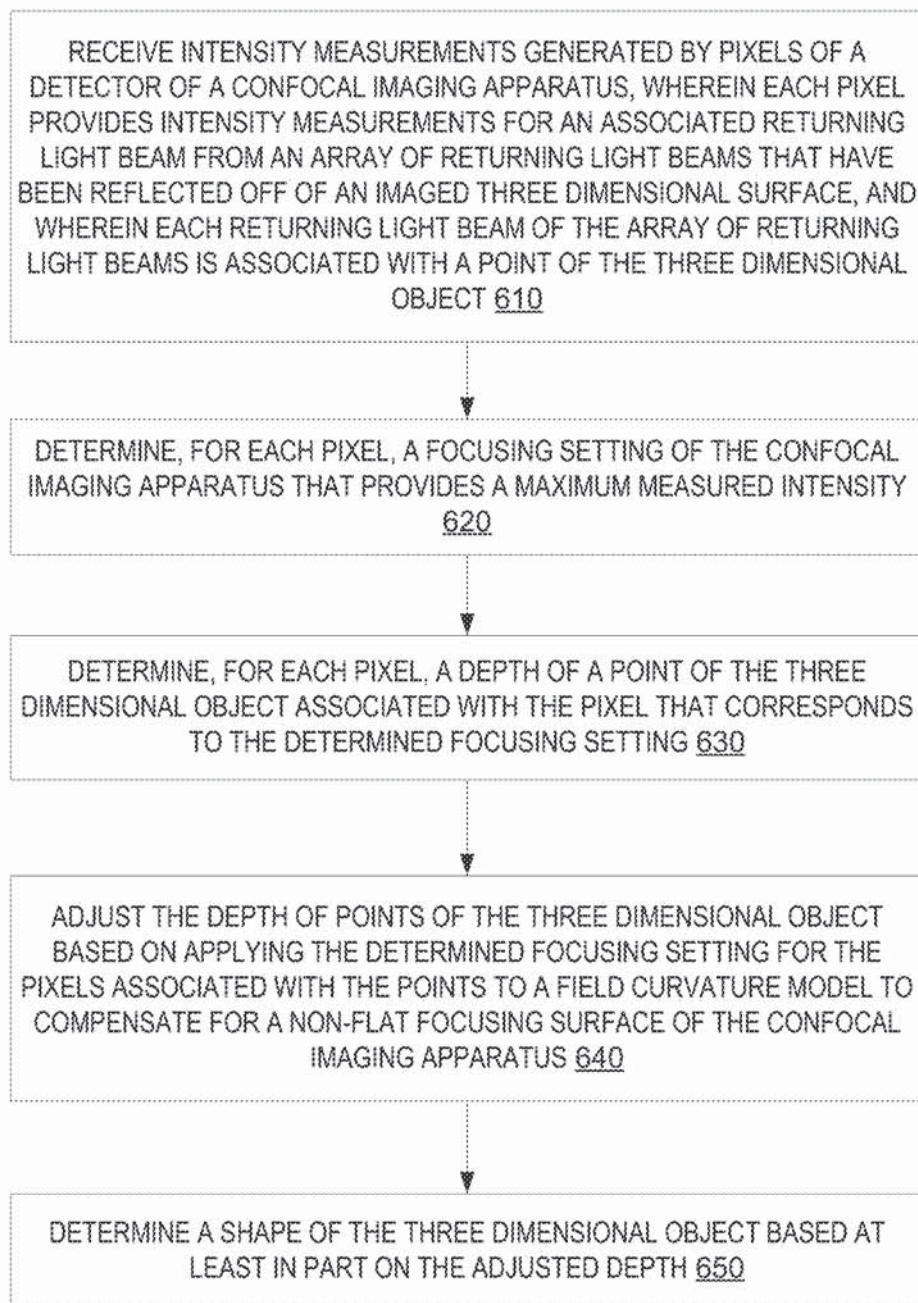 RECEIVE INTENSITY MEASUREMENTS GENERATED BY PIXELS OF A
DETECTOR OF A CONFOCAL IMAGING APPARATUS, WHEREIN EACH PIXEL
PROVIDES INTENSITY MEASUREMENTS FOR AN ASSOCIATED RETURNING
LIGHT BEAM FROM AN ARRAY OF RETURNING LIGHT BEAMS THAT HAVE
BEEN REFLECTED OFF OF AN IMAGED THREE DIMENSIONAL SURFACE, AND
WHEREIN EACH RETURNING LIGHT BEAM OF THE ARRAY OF RETURNING
LIGHT BEAMS IS ASSOCIATED WITH A POINT OF THE THREE DIMENSIONAL
OBJECT 610
DETERMINE, FOR EACH PIXEL, A FOCUSING SETTING OF THE CONFOCAL
IMAGING APPARATUS THAT PROVIDES A MAXIMUM MEASURED INTENSITY
620
DETERMINE, FOR EACH PIXEL, A DEPTH OF A POINT OF THE THREE
DIMENSIONAL OBJECT ASSOCIATED WITH THE PIXEL THAT CORRESPONDS
TO THE DETERMINED FOCUSING SETTING 630
ADJUST THE DEPTH OF POINTS OF THE THREE DIMENSIONAL OBJECT
BASED ON APPLYING THE DETERMINED FOCUSING SETTING FOR THE
PIXELS ASSOCIATED WITH THE POINTS TO A FIELD CURVATURE MODEL TO
COMPENSATE FOR A NON-FLAT FOCUSING SURFACE OF THE CONFOCAL
IMAGING APPARATUS 640
DETERMINE A SHAPE OF THE THREE DIMENSIONAL OBJECT BASED AT
LEAST IN PART ON THE ADJUSTED DEPTH 650